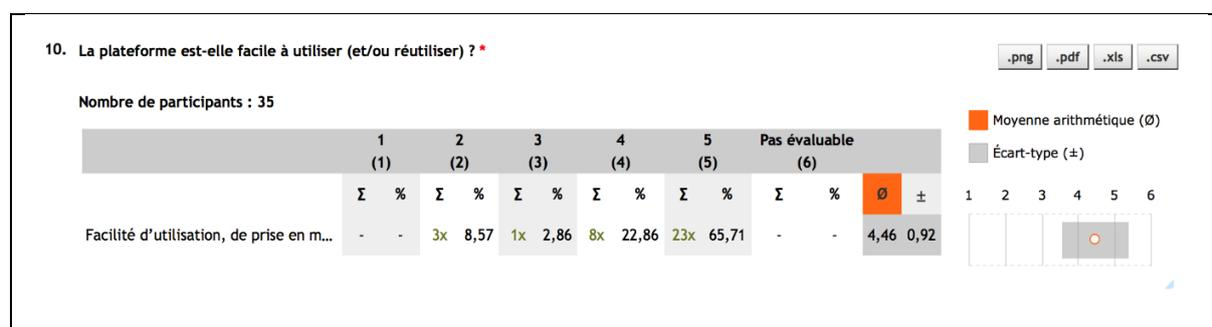 10. La plateforme est-elle facile à utiliser (et/ou réutiliser) ? *
.png .pdf .xls .csv
Nombre de participants : 35
Moyenne arithmétique (Ø)
Écart-type (±)
1 2 3 4 5 Pas évaluable
(1) (2) (3) (4) (5) (6)
Σ % Σ % Σ % Σ % Σ % Σ % Ø ±
1 2 3 4 5 6
Facilité d'utilisation, de prise en m... - - 3x 8,57 1x 2,86 8x 22,86 23x 65,71 - - 4,46 0,92